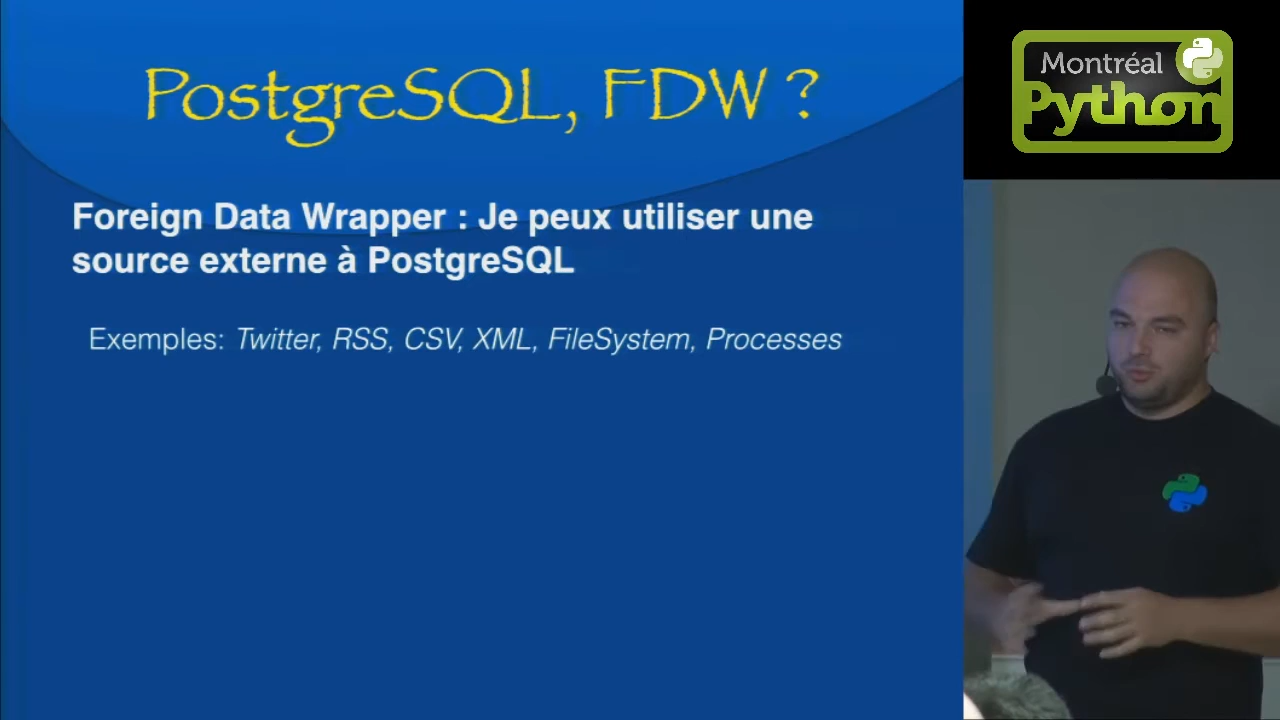 PostgreSQL, FDW ?
Foreign Data Wrapper : Je peux utiliser une
source externe à PostgreSQL
Exemples: Twitter, RSS, CSV, XML, FileSystem, Processes
Montréal
Python